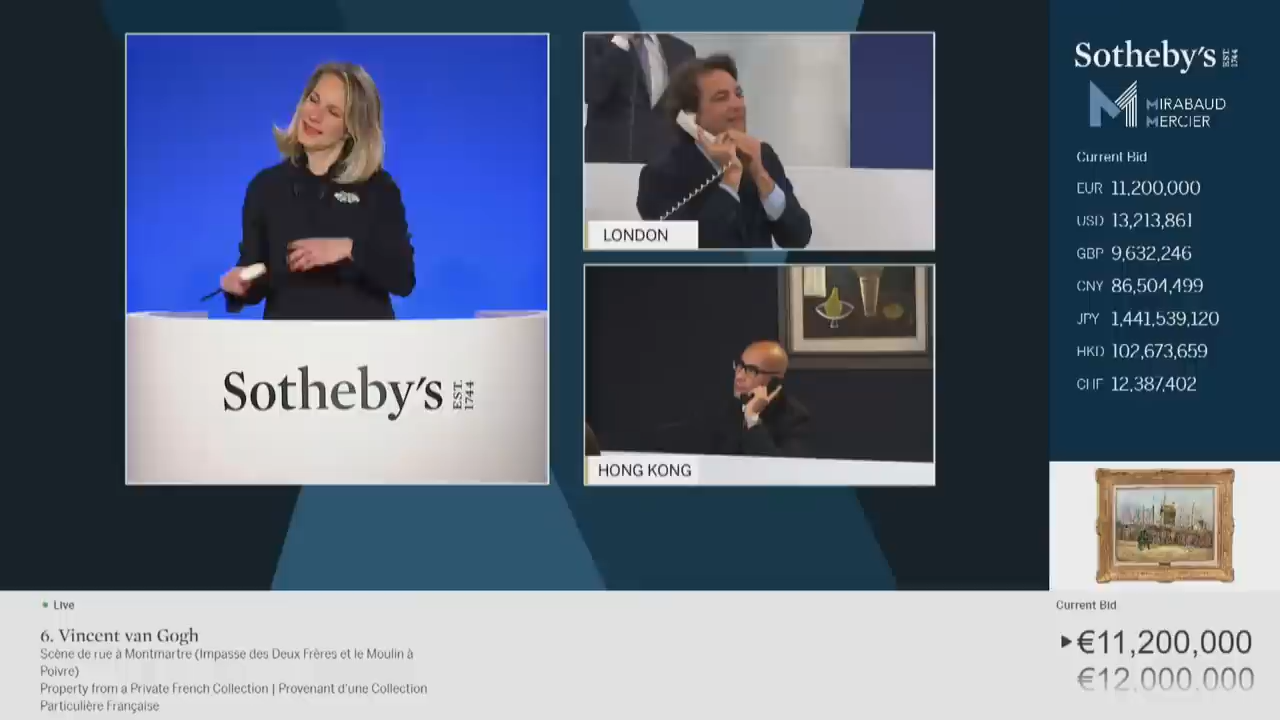 Sotheby's EST. 1744
MIRABAUD
MERCIER
Current Bid
EUR 11,200,000
USD 13,213,861
GBP 9,632,246
CNY 86,504,499
JPY 1,441,539,120
HKD 102,673,659
CHF 12,387,402
LONDON
Sotheby's EST. 1744
HONG KONG
Live
6. Vincent van Gogh
Scène de rue à Montmartre (Impasse des Deux Frères et le Moulin à
Poivre)
Property from a Private French Collection | Provenant d'une Collection
Particulière Française
Current Bid
€11,200,000
€12,000,000